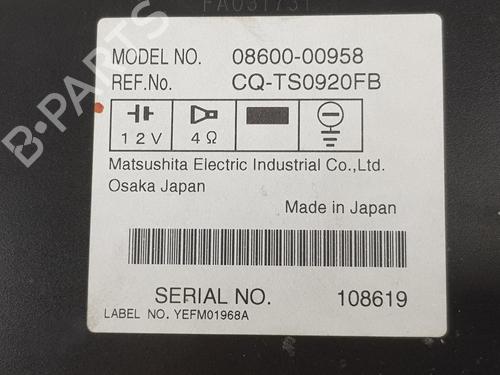 FA031731
MODEL NO. 08600-00958
REF.No. CQ-TS0920FB
12V 4Ω
Matsushita Electric Industrial Co.,Ltd.
Osaka Japan
Made in Japan
SERIAL NO. 108619
LABEL NO. YEFM01968A
B-Parts